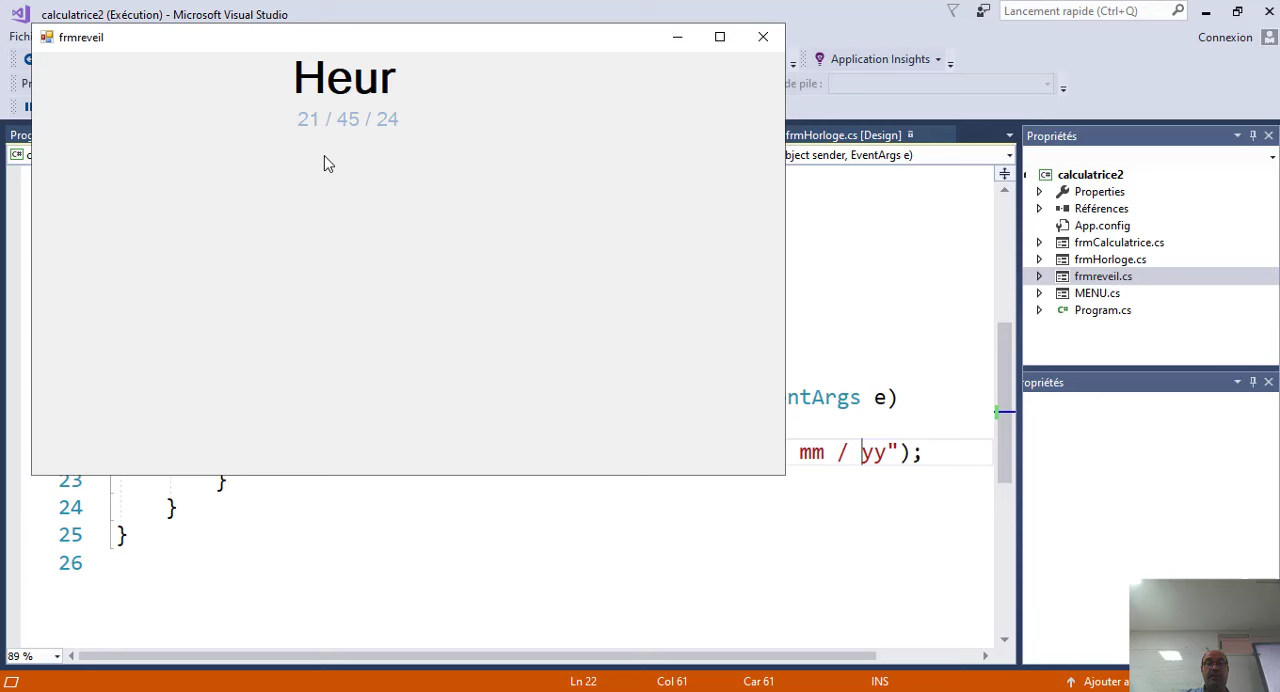 calculatrice2 (Exécution) - Microsoft Visual Studio
Lancement rapide (Ctrl+Q)
frmreveil
Fich
Connexion
Application Insights
de pile :
Heur
21 / 45 / 24
frmHorloge.cs [Design]
Propriétés
bject sender, EventArgs e)
calculatrice2
Properties
Références
App.config
frmCalculatrice.cs
frmHorloge.cs
frmreveil.cs
MENU.cs
Program.cs
opriétés
ntArgs e)
mm / yy");
23 }
24 }
25 }
26
89 %
Ln 22 Col 61 Car 61 INS Ajouter a